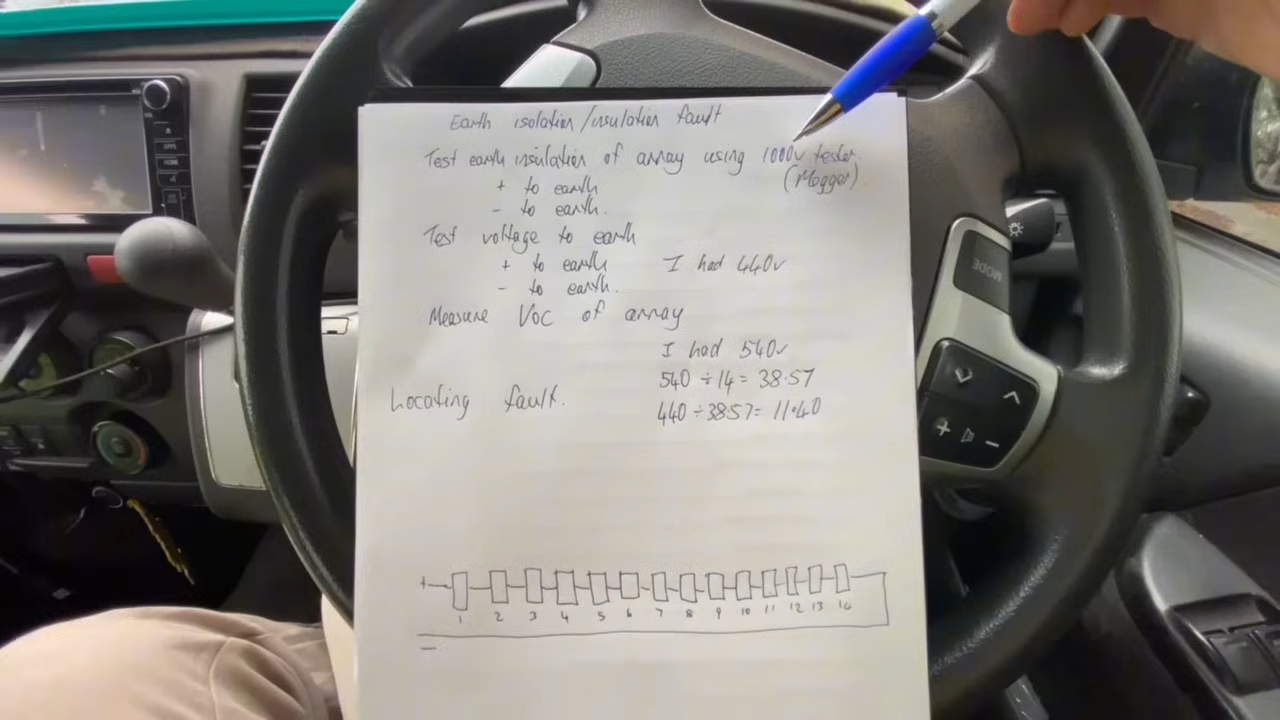 Earth isolation/insulation fault
Test earth insulation of array using 1000v tester.
(Megger)
+ to earth
- to earth.
Test voltage to earth
+ to earth I had 440v
- to earth.
Measure Voc of array
I had 540v
540 ÷ 14 = 38.57
Locating fault. 440 ÷ 38.57 = 11.40
+
1 2 3 4 5 6 7 8 9 10 11 12 13 14
-
MODE
+ -
APPS
HOME